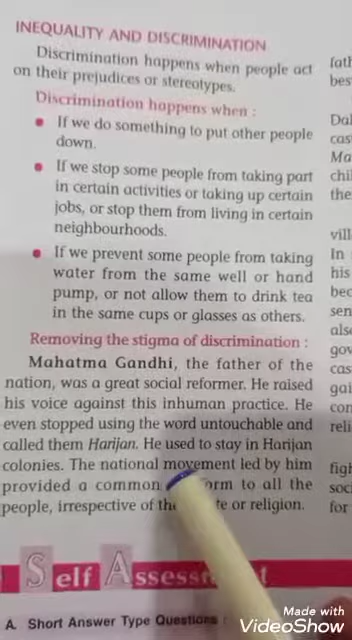 INEQUALITY AND DISCRIMINATION
Discrimination happens when people act
on their prejudices or stereotypes.
Discrimination happens when :
If we do something to put other people
down.
If we stop some people from taking part
in certain activities or taking up certain
jobs, or stop them from living in certain
neighbourhoods.
If we prevent some people from taking
water from the same well or hand
pump, or not allow them to drink tea
in the same cups or glasses as others.
Removing the stigma of discrimination :
Mahatma Gandhi, the father of the
nation, was a great social reformer. He raised
his voice against this inhuman practice. He
even stopped using the word untouchable and
called them Harijan. He used to stay in Harijan
colonies. The national movement led by him
provided a common to all the
people, irrespective of or religion.
Self
A. Short Answer Type Questions :
Made with
VideoShow